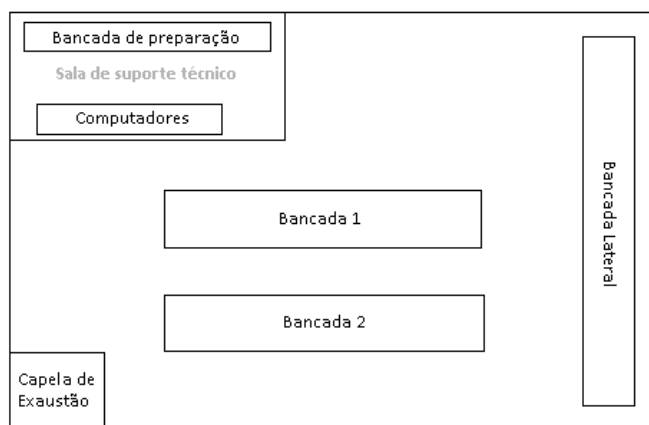 Bancada de preparação
Sala de suporte técnico
Computadores
Bancada 1
Bancada Lateral
Bancada 2
Capela de
Exaustão